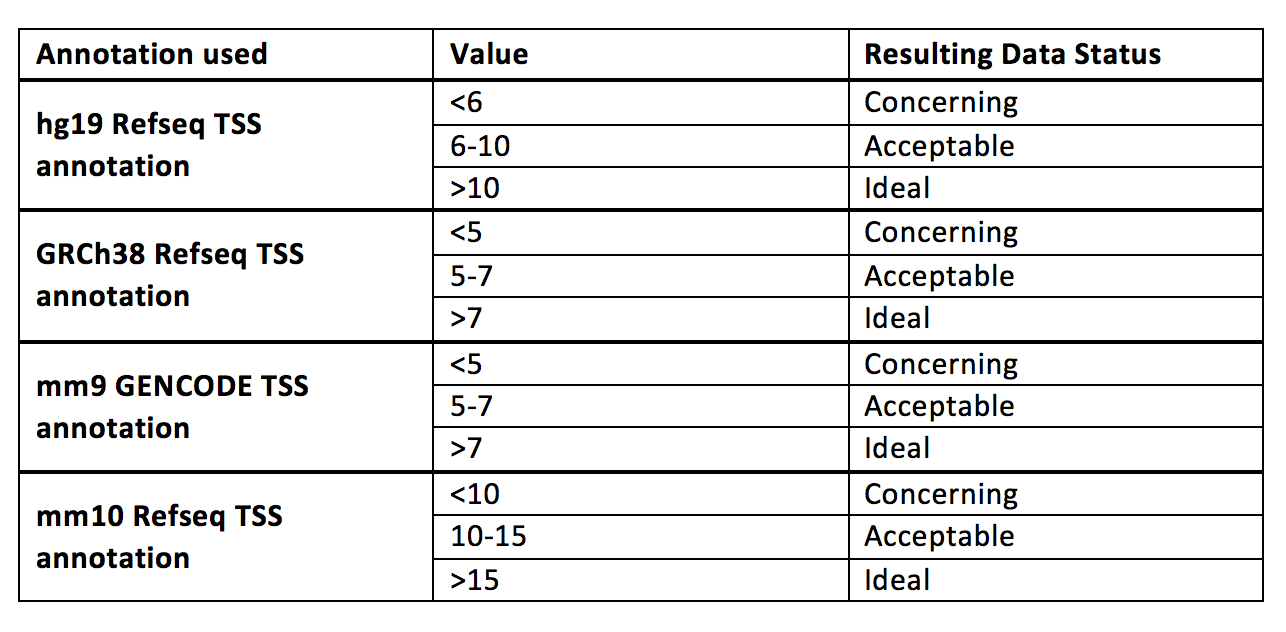 Annotation used Value Resulting Data Status
hg19 Refseq TSS
annotation
<6 Concerning
6-10 Acceptable
>10 Ideal
GRCh38 Refseq TSS
annotation
<5 Concerning
5-7 Acceptable
>7 Ideal
mm9 GENCODE TSS
annotation
<5 Concerning
5-7 Acceptable
>7 Ideal
mm10 Refseq TSS
annotation
<10 Concerning
10-15 Acceptable
>15 Ideal